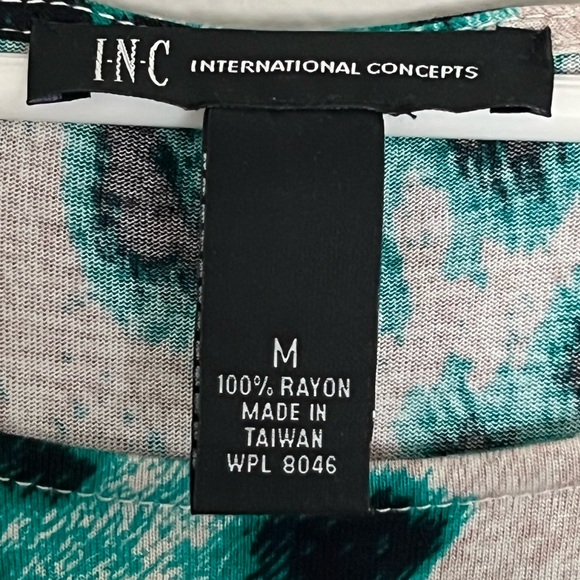 I·N·C INTERNATIONAL CONCEPTS
M
100% RAYON
MADE IN
TAIWAN
WPL 8046